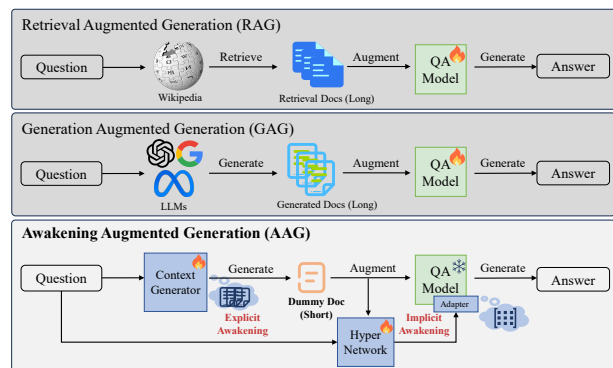 Retrieval Augmented Generation (RAG)
Question
Wikipedia
Retrieve
Retrieval Docs (Long)
Augment
QA
Model
Generate
Answer
Generation Augmented Generation (GAG)
Question
LLMs
Generate
Generated Docs (Long)
Augment
QA
Model
Generate
Answer
Awakening Augmented Generation (AAG)
Question
Context
Generator
Generate
Explicit
Awakening
Dummy Doc
(Short)
Augment
Hyper
Network
Implicit
Awakening
QA
Model
Adapter
Generate
Answer